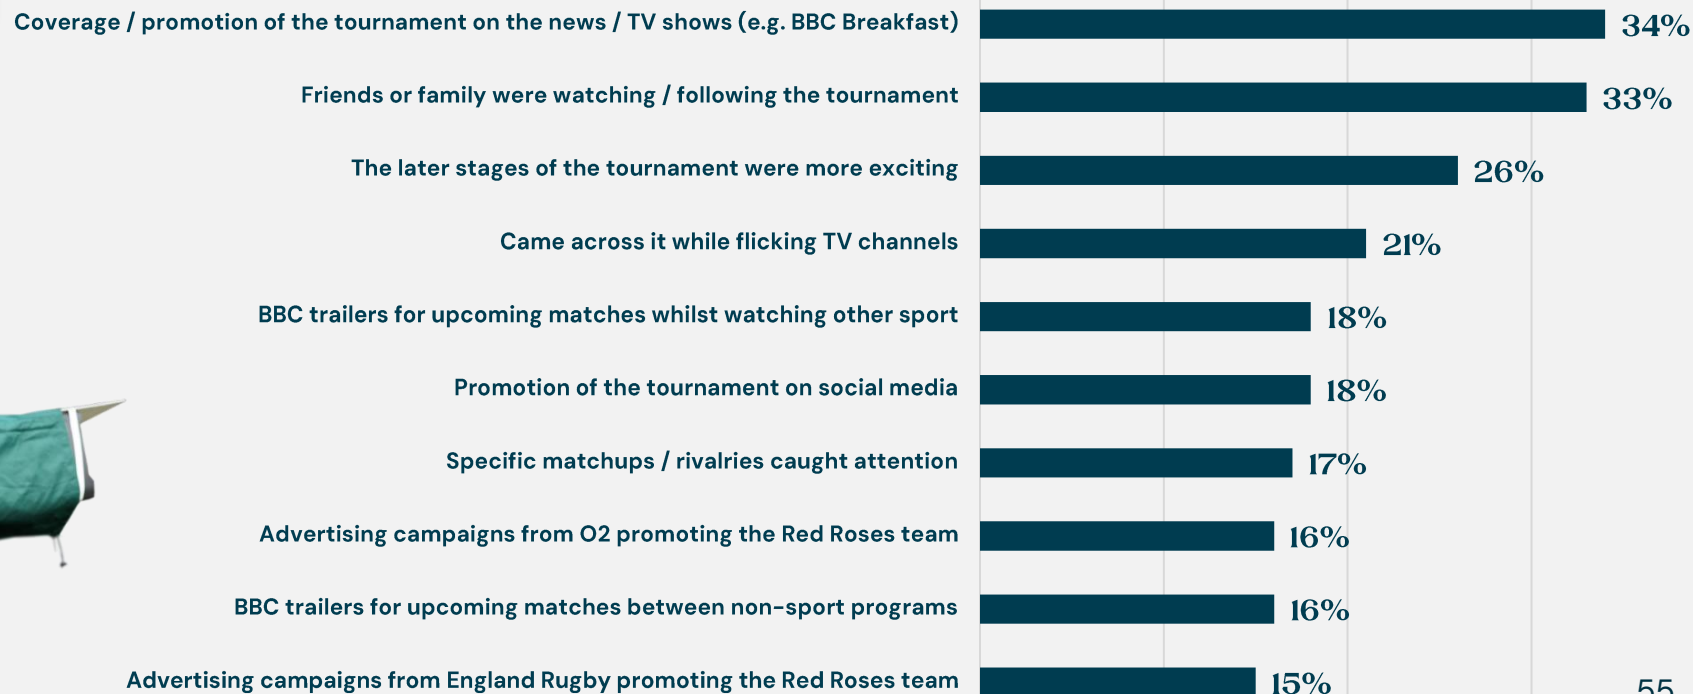 Coverage / promotion of the tournament on the news / TV shows (e.g. BBC Breakfast) 34%
Friends or family were watching / following the tournament 33%
The later stages of the tournament were more exciting 26%
Came across it while flicking TV channels 21%
BBC trailers for upcoming matches whilst watching other sport 18%
Promotion of the tournament on social media 18%
Specific matchups / rivalries caught attention 17%
Advertising campaigns from O2 promoting the Red Roses team 16%
BBC trailers for upcoming matches between non-sport programs 16%
Advertising campaigns from England Rugby promoting the Red Roses team 15%
55